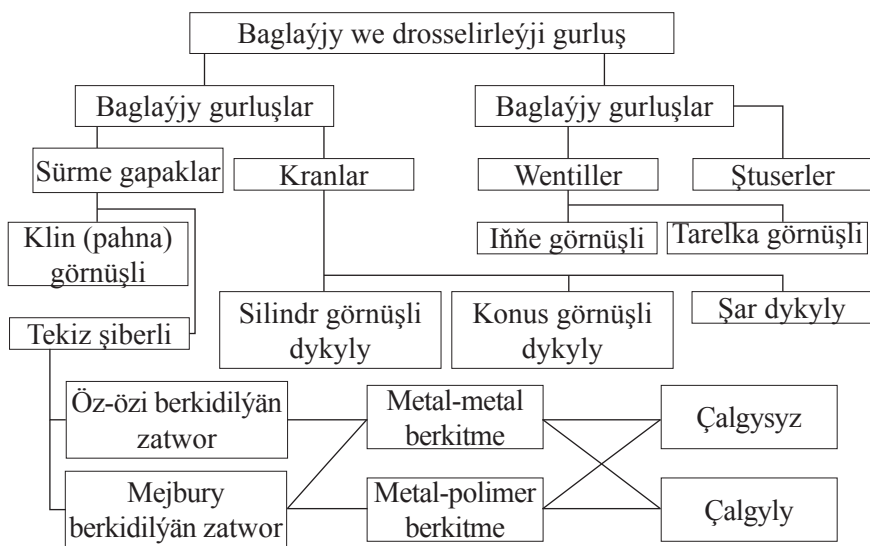 Baglaýjy we drosselirleýji gurluş
Baglaýjy gurluşlar
Baglaýjy gurluşlar
Sürme gapaklar
Kranlar
Wentiller
Ştuserler
Klin (pahna)
görnüşli
Iňňe görnüşli
Tarelka görnüşli
Tekiz şiberli
Silindr görnüşli
dykyly
Konus görnüşli
dykyly
Şar dykyly
Öz-özi berkidilýän
zatwor
Metal-metal
berkitme
Çalgysyz
Mejbury
berkidilýän zatwor
Metal-polimer
berkitme
Çalgyly